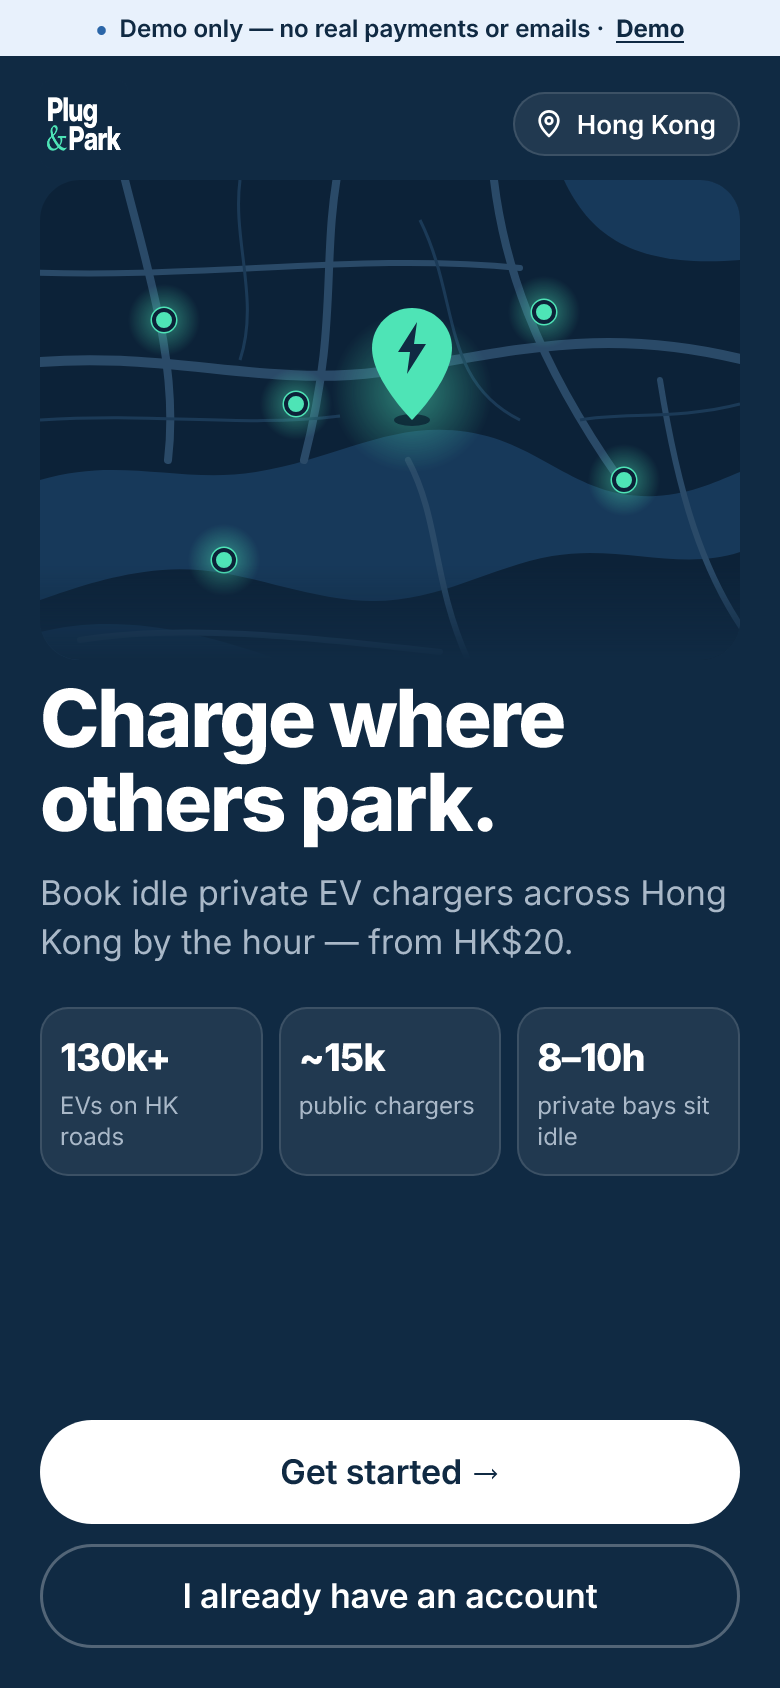 Demo only — no real payments or emails · Demo
Plug
&Park
Hong Kong
Charge where
others park.
Book idle private EV chargers across Hong
Kong by the hour — from HK$20.
130k+
EVs on HK
roads
~15k
public chargers
8–10h
private bays sit
idle
Get started →
I already have an account